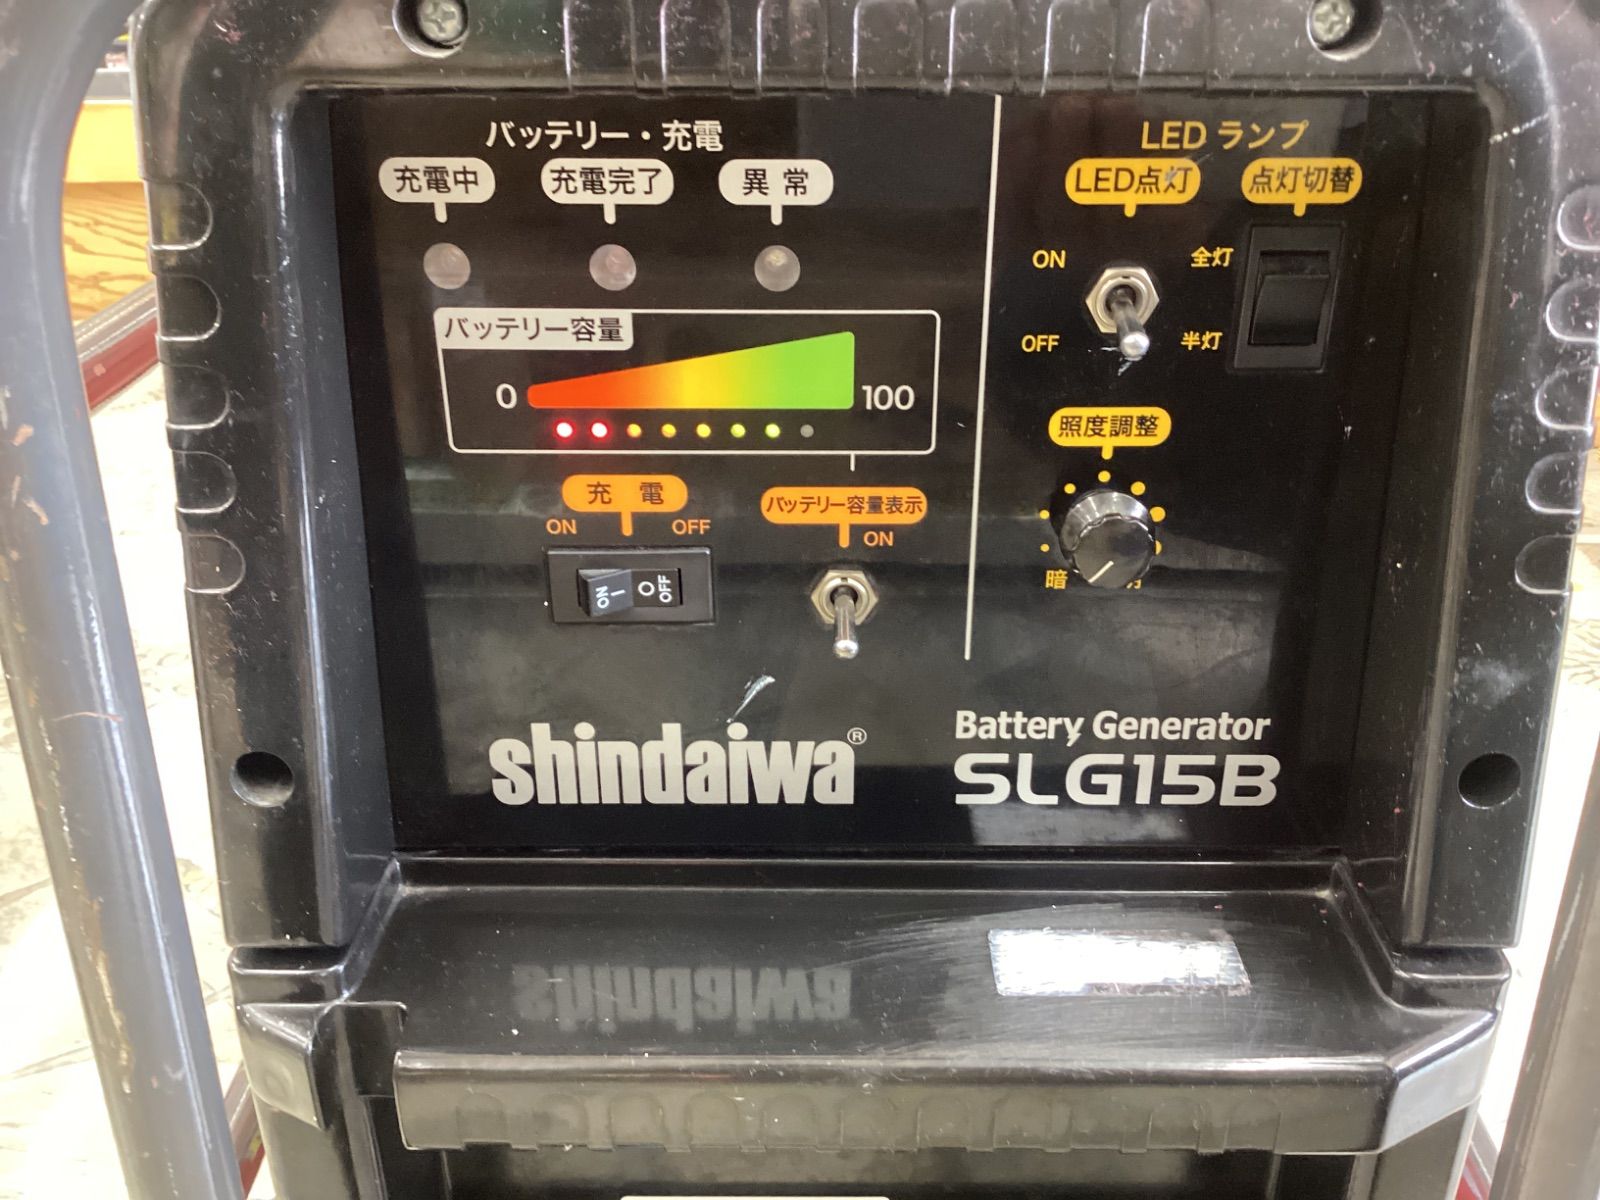 バッテリー・充電
充電中 充電完了 異常
バッテリー容量
0 100
充電
ON OFF
ON OFF
バッテリー容量表示
ON
LED ランプ
LED点灯 点灯切替
ON 全灯
OFF 半灯
照度調整
暗
shindaiwa®
Battery Generator
SLG15B